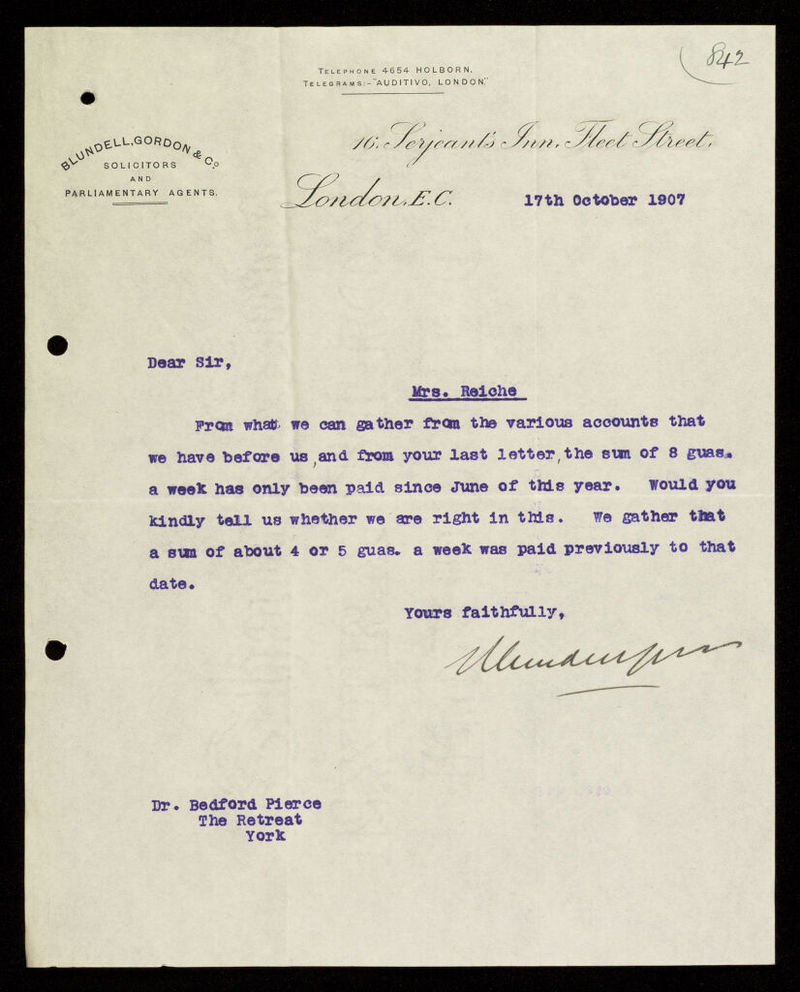 842
TELEPHONE 4654 HOLBORN.
TELEGRAMS:-"AUDITIVO, LONDON."
BLUNDELL, GORDON & Co.
SOLICITORS
AND
PARLIAMENTARY AGENTS.
16, Serjeant's Inn, Fleet Street,
London, E.C. 17th October 1907
Dear Sir,
Mrs. Reiche
From what we can gather from the various accounts that
we have before us, and from your last letter, the sum of 8 guas.
a week has only been paid since June of this year. Would you
kindly tell us whether we are right in this. We gather that
a sum of about 4 or 5 guas. a week was paid previously to that
date.
Yours faithfully,
Dr. Bedford Pierce
The Retreat
York